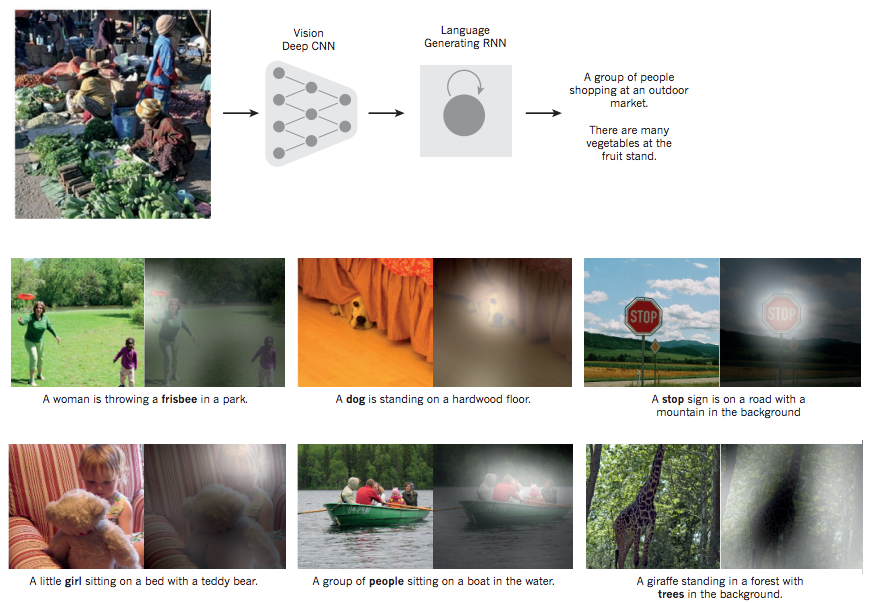 Vision
Deep CNN
Language
Generating RNN
A group of people
shopping at an outdoor
market.
There are many
vegetables at the
fruit stand.
STOP
STOP
A woman is throwing a frisbee in a park.
A dog is standing on a hardwood floor.
A stop sign is on a road with a
mountain in the background
A little girl sitting on a bed with a teddy bear.
A group of people sitting on a boat in the water.
A giraffe standing in a forest with
trees in the background.